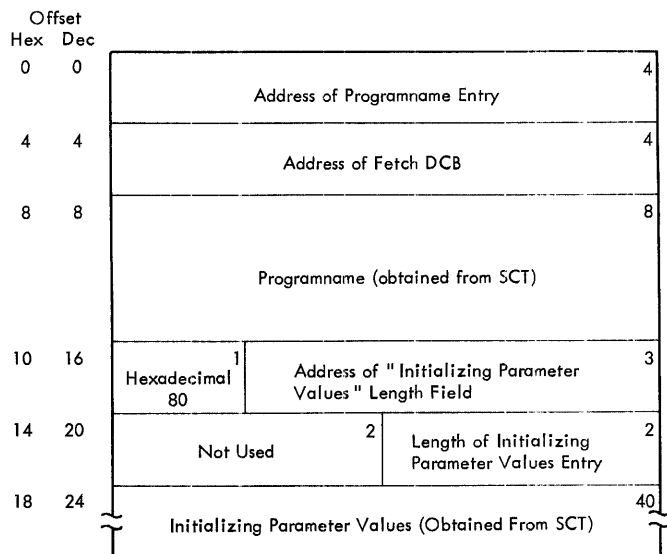 Offset
Hex Dec
0 0 4
Address of Programname Entry
4 4 4
Address of Fetch DCB
8 8 8
Programname (obtained from SCT)
10 16 1 3
Hexadecimal
80
Address of " Initializing Parameter
Values " Length Field
14 20 2 2
Not Used
Length of Initializing
Parameter Values Entry
18 24 40
Initializing Parameter Values (Obtained From SCT)